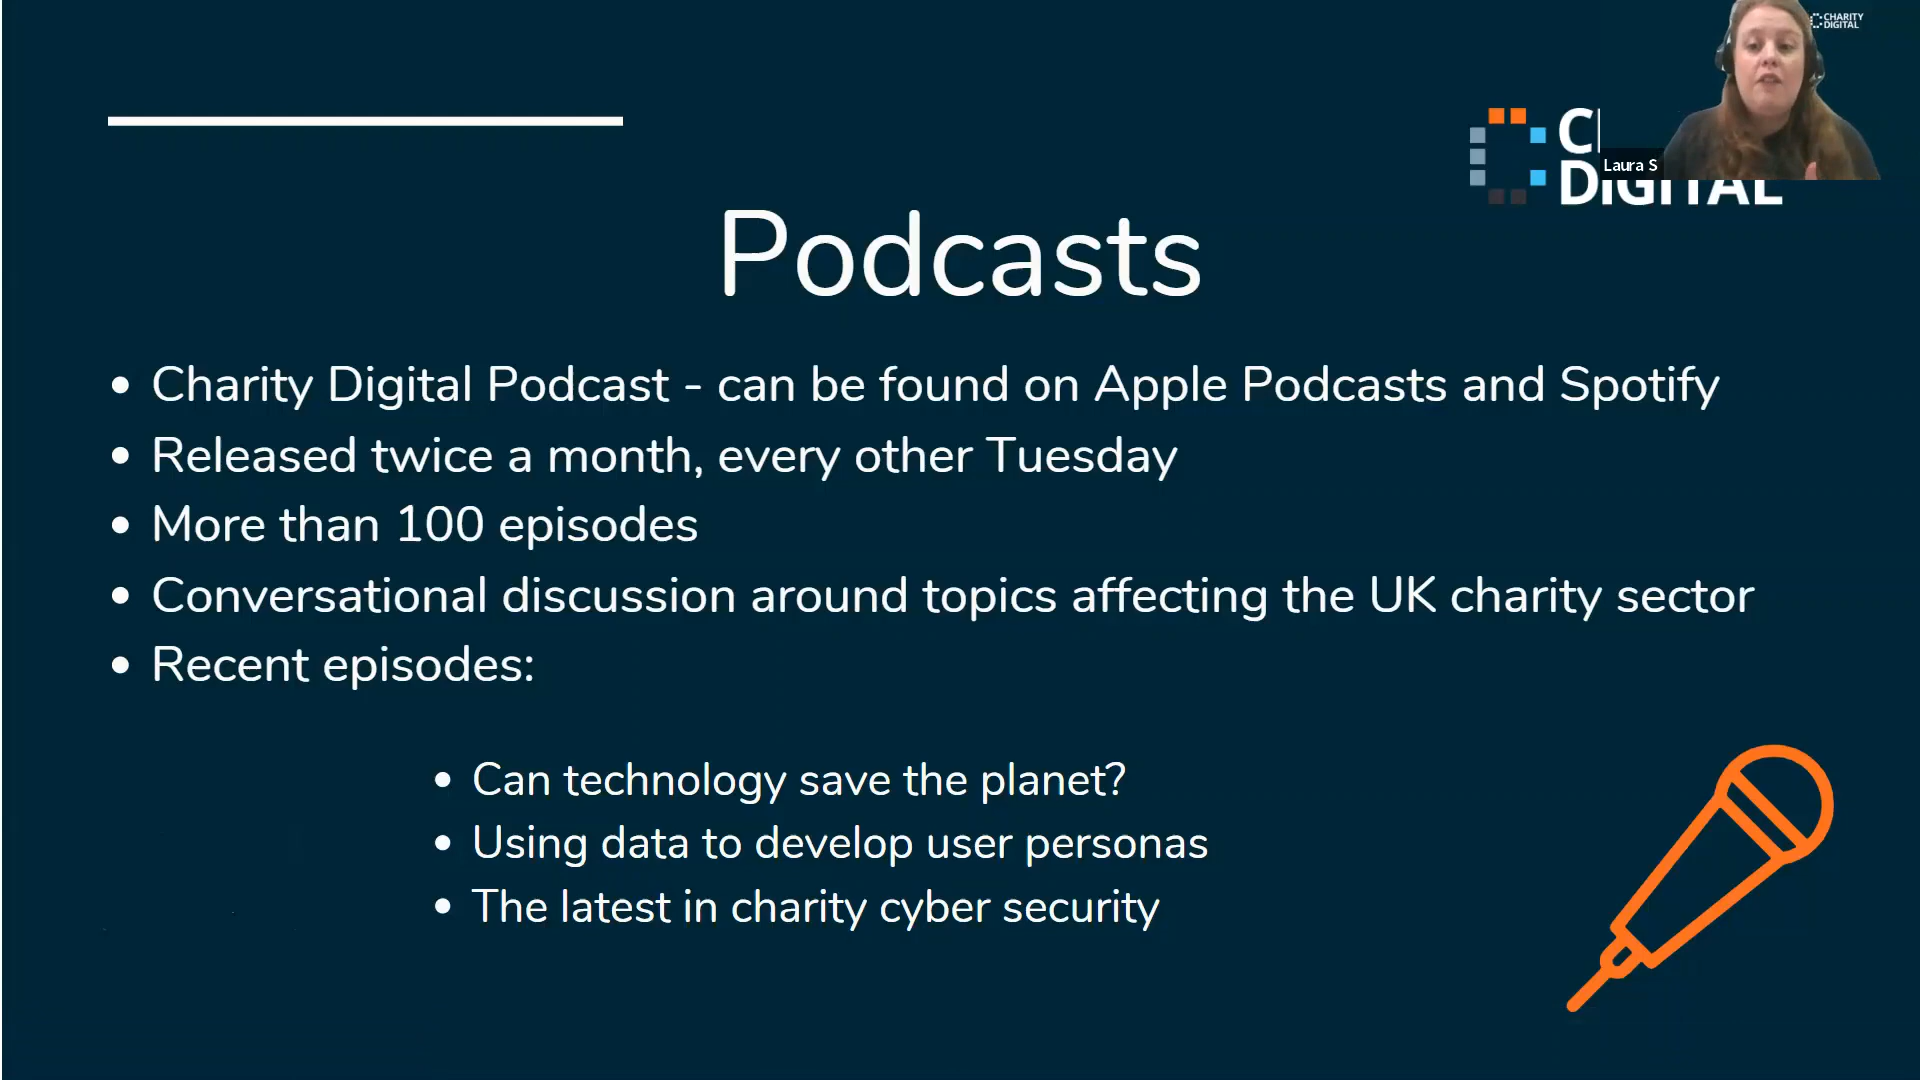 CHARITY
DIGITAL
Laura S
DIGITAL
Podcasts
• Charity Digital Podcast - can be found on Apple Podcasts and Spotify
• Released twice a month, every other Tuesday
• More than 100 episodes
• Conversational discussion around topics affecting the UK charity sector
• Recent episodes:
• Can technology save the planet?
• Using data to develop user personas
• The latest in charity cyber security